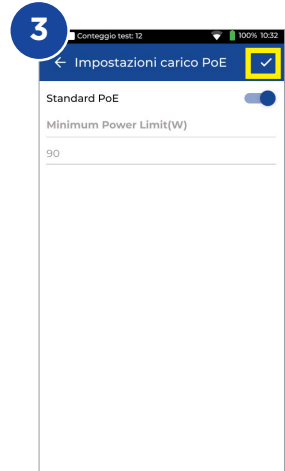 3
Conteggio test: 12 100% 10:32
Impostazioni carico PoE
Standard PoE
Minimum Power Limit(W)
90